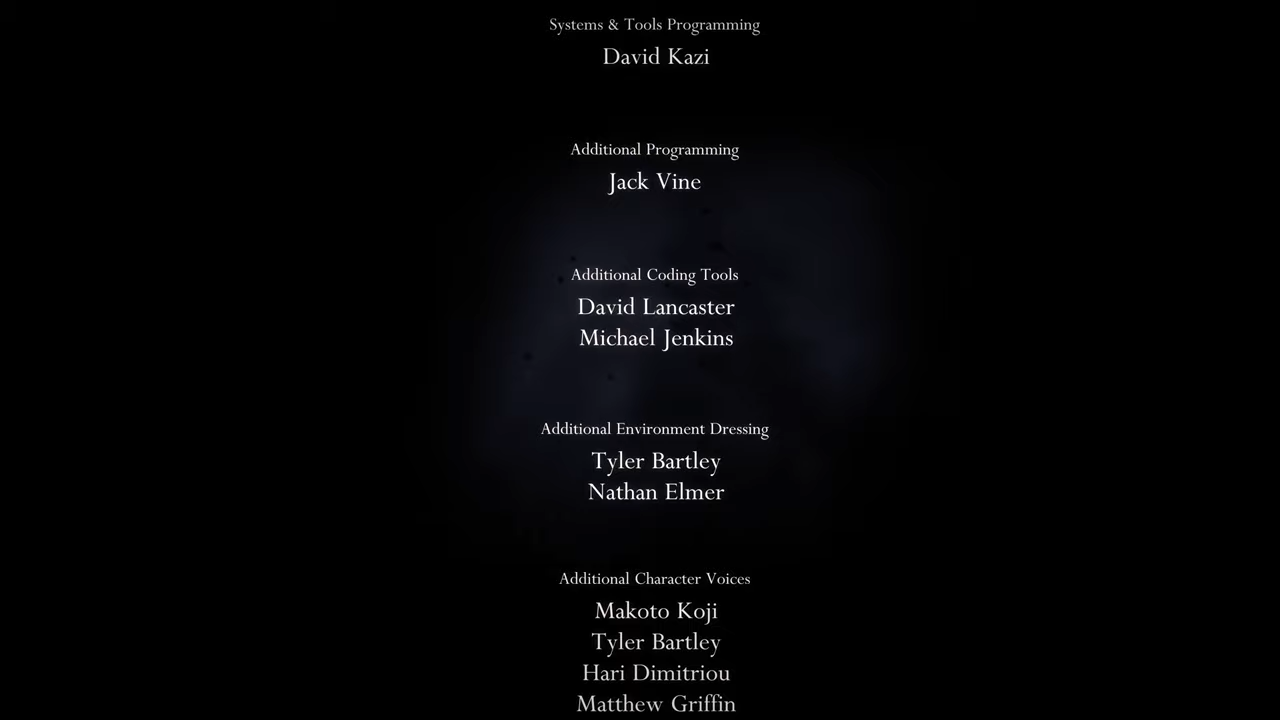 Systems & Tools Programming
David Kazi
Additional Programming
Jack Vine
Additional Coding Tools
David Lancaster
Michael Jenkins
Additional Environment Dressing
Tyler Bartley
Nathan Elmer
Additional Character Voices
Makoto Koji
Tyler Bartley
Hari Dimitriou
Matthew Griffin